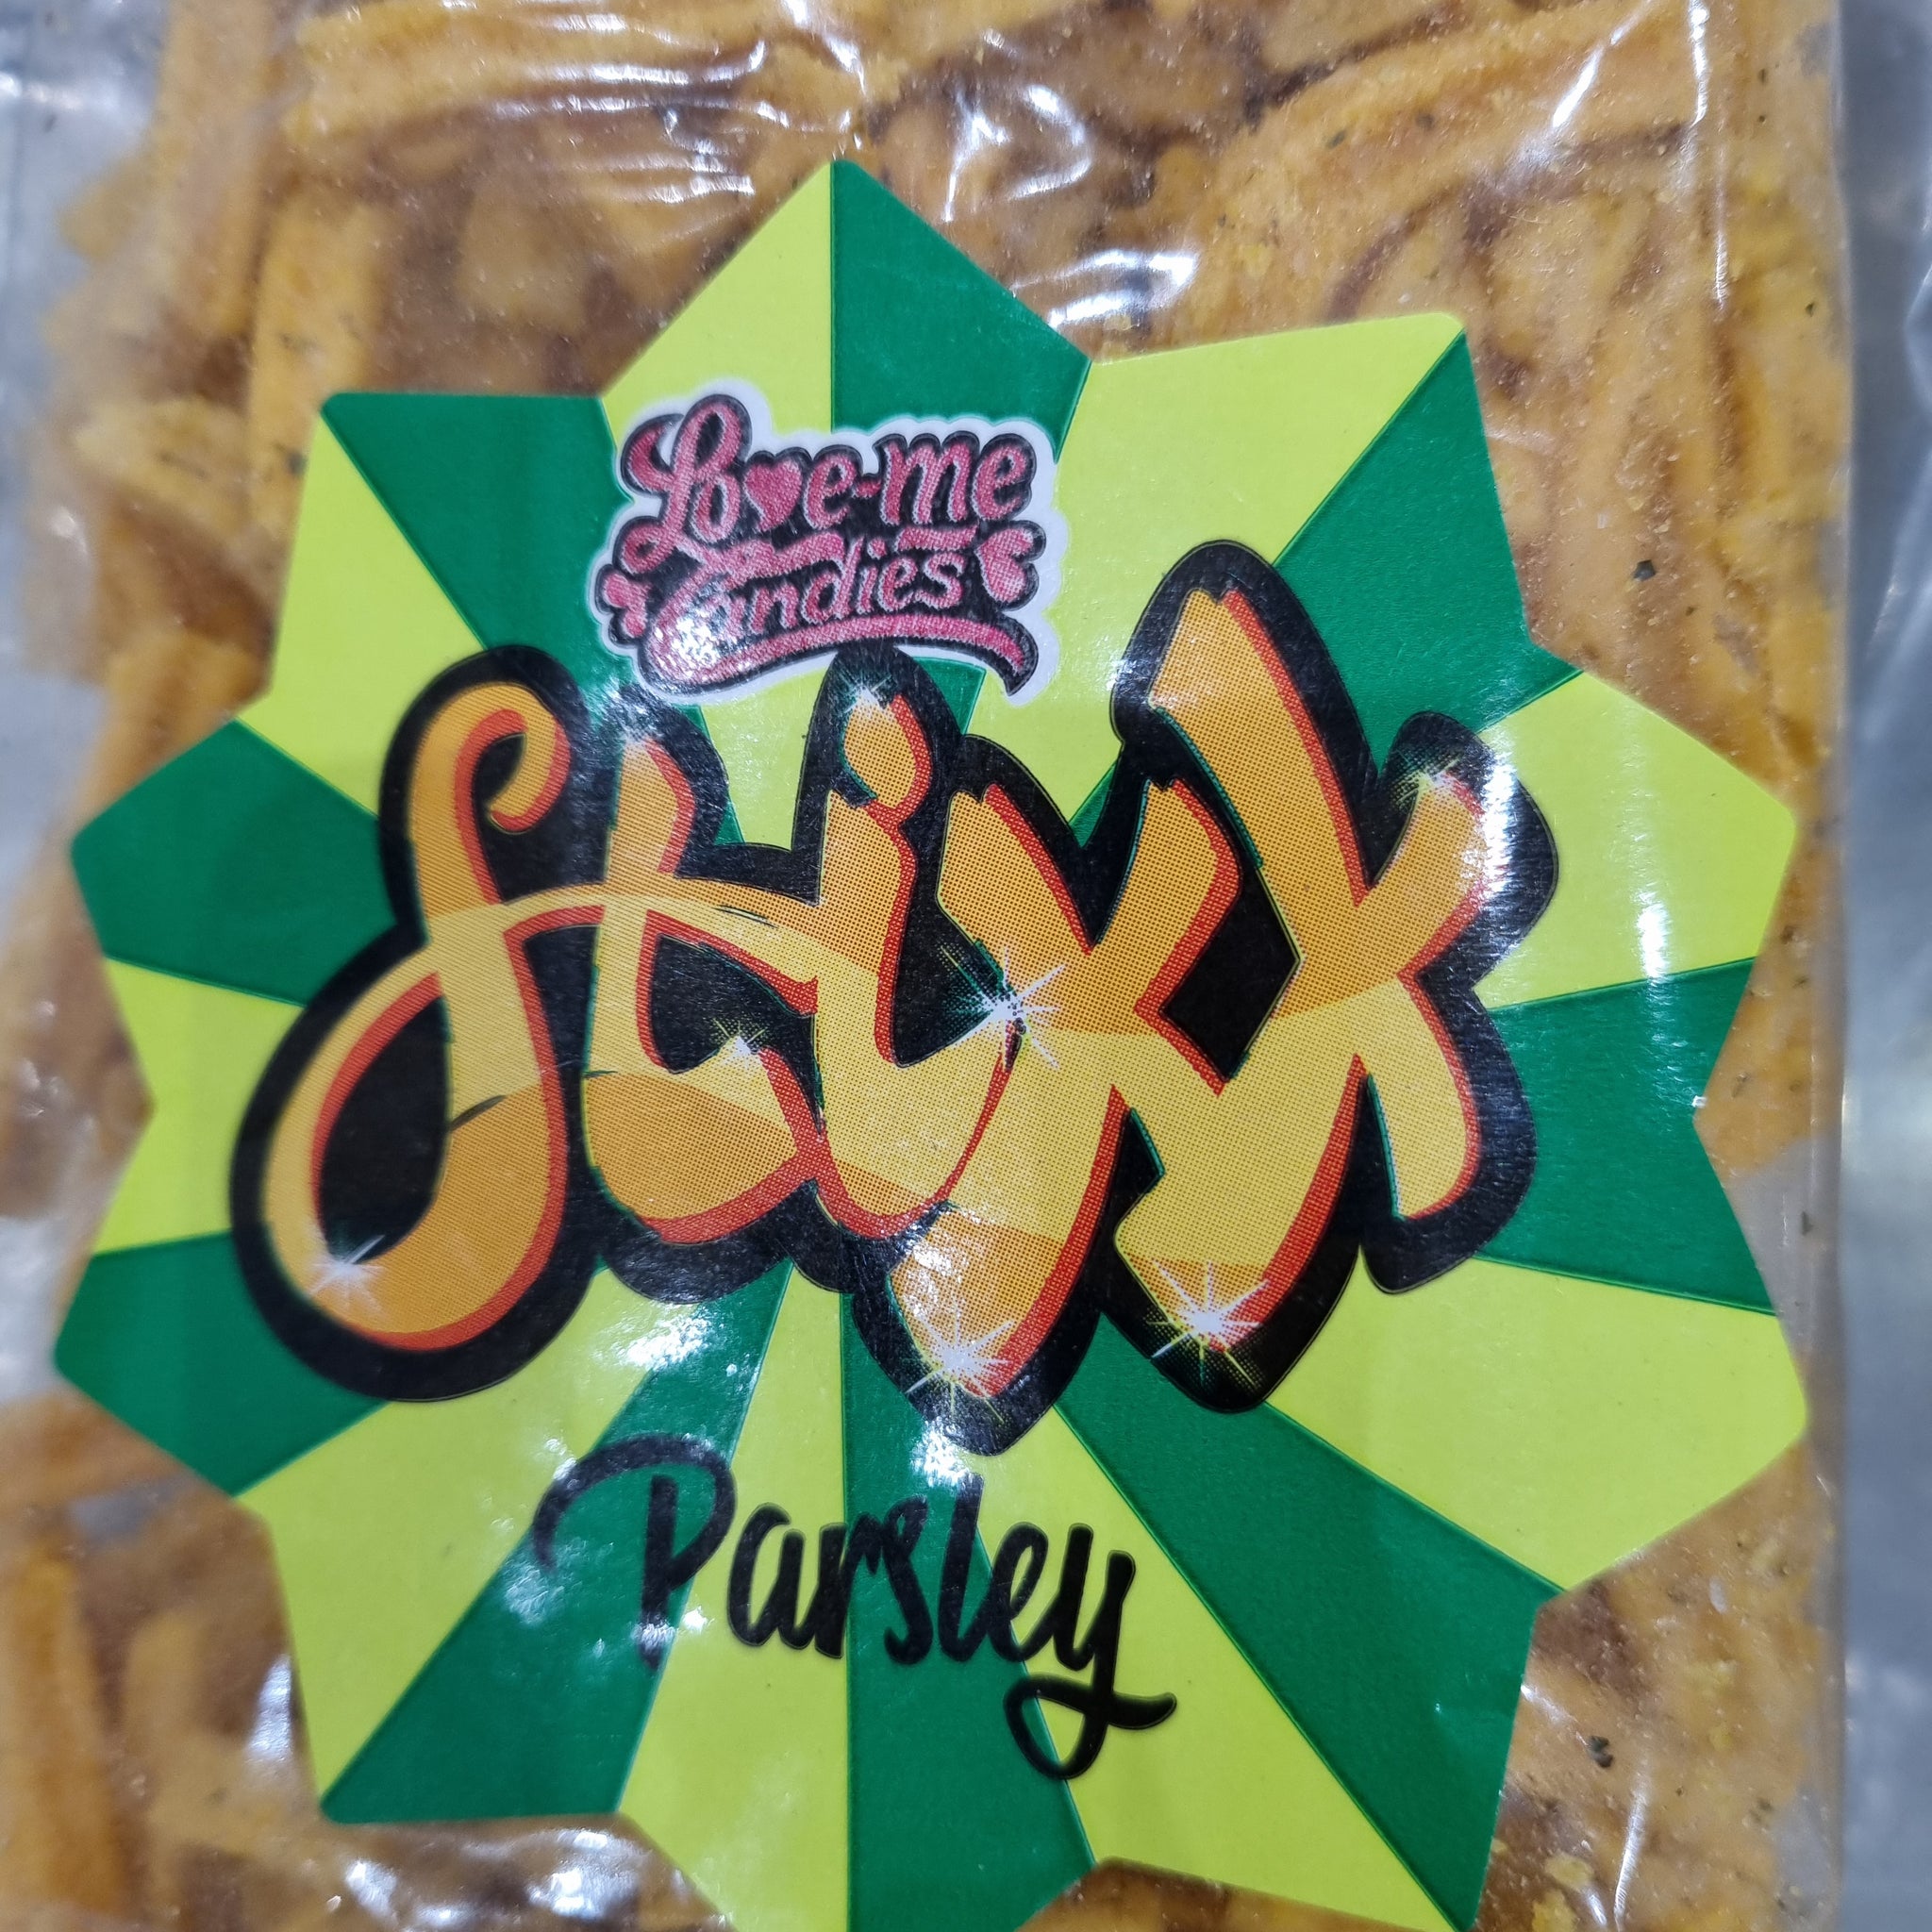 Love-me
Candies
Stixx
Parsley